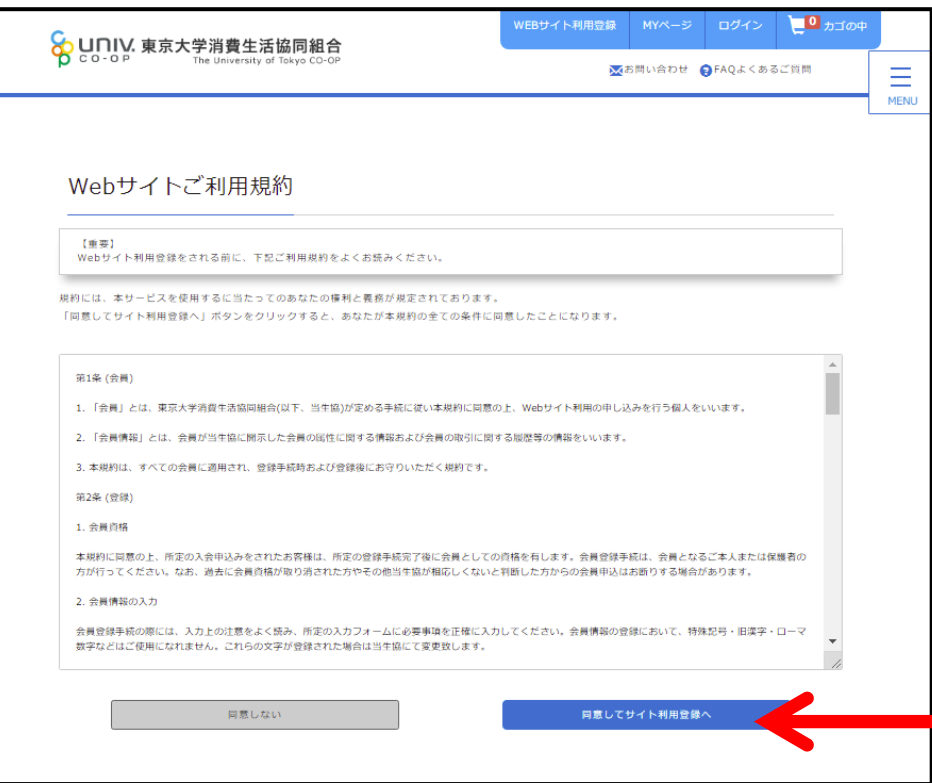 WEBサイト利用登録 MYページ ログイン 0 カゴの中
UNIV. 東京大学消費生活協同組合
CO-OP The University of Tokyo CO-OP
お問い合わせ ? FAQよくあるご質問
MENU
Webサイトご利用規約
【重要】
Webサイト利用登録をされる前に、下記ご利用規約をよくお読みください。
規約には、本サービスを使用するに当たってのあなたの権利と義務が規定されております。
「同意してサイト利用登録へ」ボタンをクリックすると、あなたが本規約の全ての条件に同意したことになります。
第1条 (会員)
1. 「会員」とは、東京大学消費生活協同組合(以下、当生協)が定める手続に従い本規約に同意の上、Webサイト利用の申し込みを行う個人をいいます。
2. 「会員情報」とは、会員が当生協に開示した会員の属性に関する情報および会員の取引に関する履歴等の情報をいいます。
3. 本規約は、すべての会員に適用され、登録手続時および登録後にお守りいただく規約です。
第2条 (登録)
1. 会員資格
本規約に同意の上、所定の入会申込みをされたお客様は、所定の登録手続完了後に会員としての資格を有します。会員登録手続は、会員となるご本人または保護者の
方が行ってください。なお、過去に会員資格が取り消された方やその他当生協が相応しくないと判断した方からの会員申込はお断りする場合があります。
2. 会員情報の入力
会員登録手続の際には、入力上の注意をよく読み、所定の入力フォームに必要事項を正確に入力してください。会員情報の登録において、特殊記号・旧漢字・ローマ
数字などはご使用になれません。これらの文字が登録された場合は当生協にて変更致します。
同意しない 同意してサイト利用登録へ